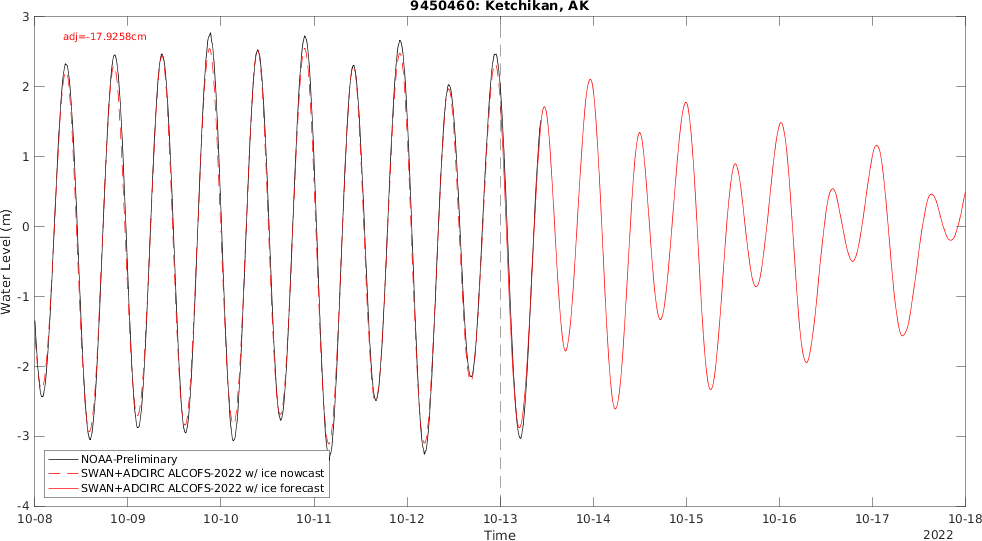 9450460: Ketchikan, AK
adj=-17.9258cm
3
2
1
0
-1
-2
-3
-4
Water Level (m)
NOAA-Preliminary
SWAN+ADCIRC ALCOFS-2022 w/ ice nowcast
SWAN+ADCIRC ALCOFS-2022 w/ ice forecast
10-08 10-09 10-10 10-11 10-12 10-13 10-14 10-15 10-16 10-17 10-18
Time
2022